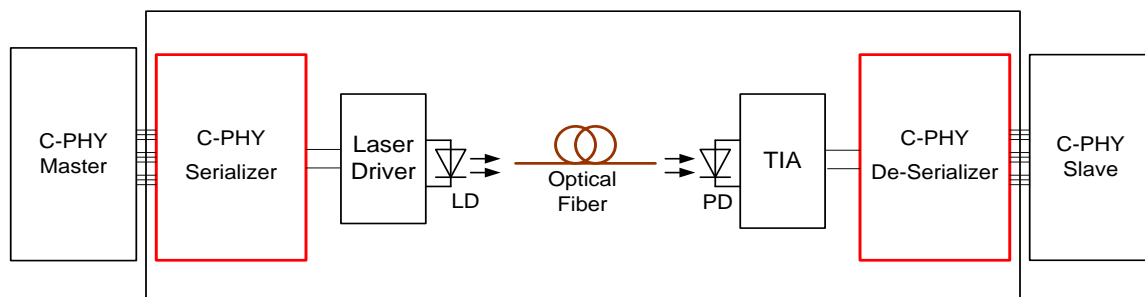 C-PHY
Master
C-PHY
Serializer
Laser
Driver
LD
Optical
Fiber
PD
TIA
C-PHY
De-Serializer
C-PHY
Slave